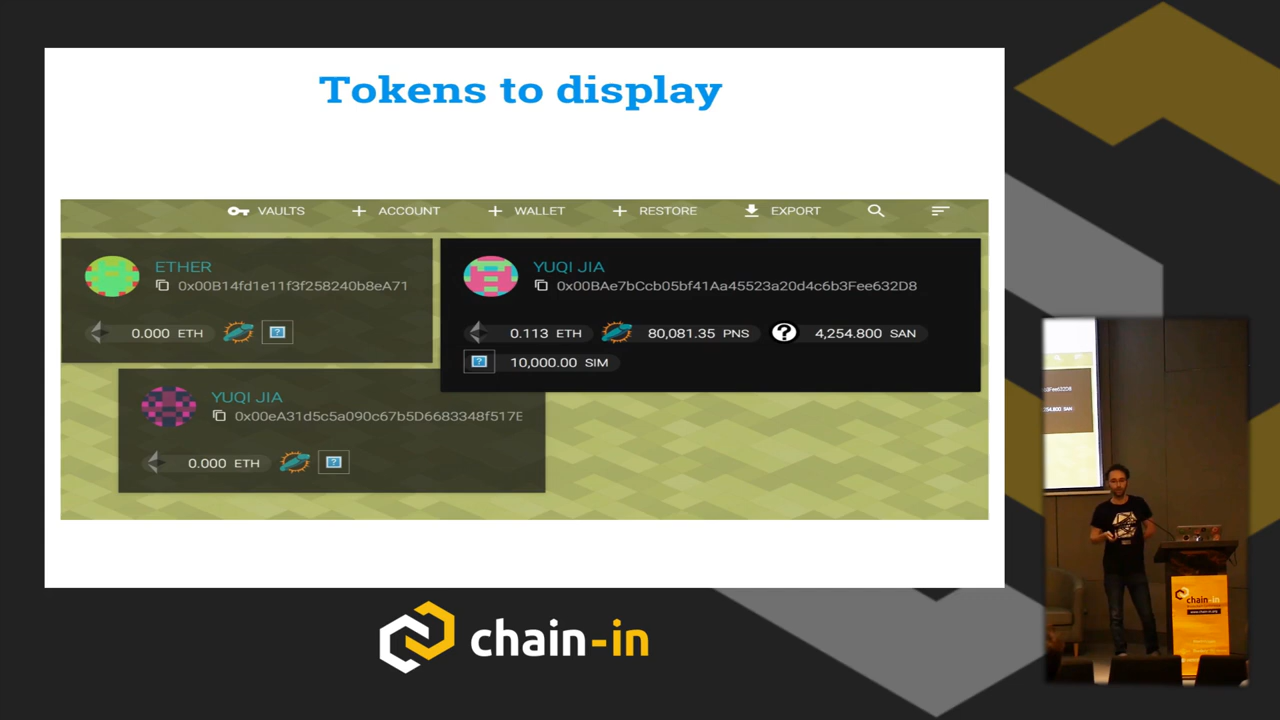 Tokens to display
VAULTS ACCOUNT WALLET RESTORE EXPORT
ETHER
0x00B14fd1e11f3f258240b8eA71
0.000 ETH
YUQI JIA
0x00BAe7bCcb05bf41Aa45523a20d4c6b3Fee632D8
0.113 ETH 80,081.35 PNS 4,254.800 SAN
10,000.00 SIM
YUQI JIA
0x00eA31d5c5a090c67b5D6683348f517E
0.000 ETH
chain-in
chain-in